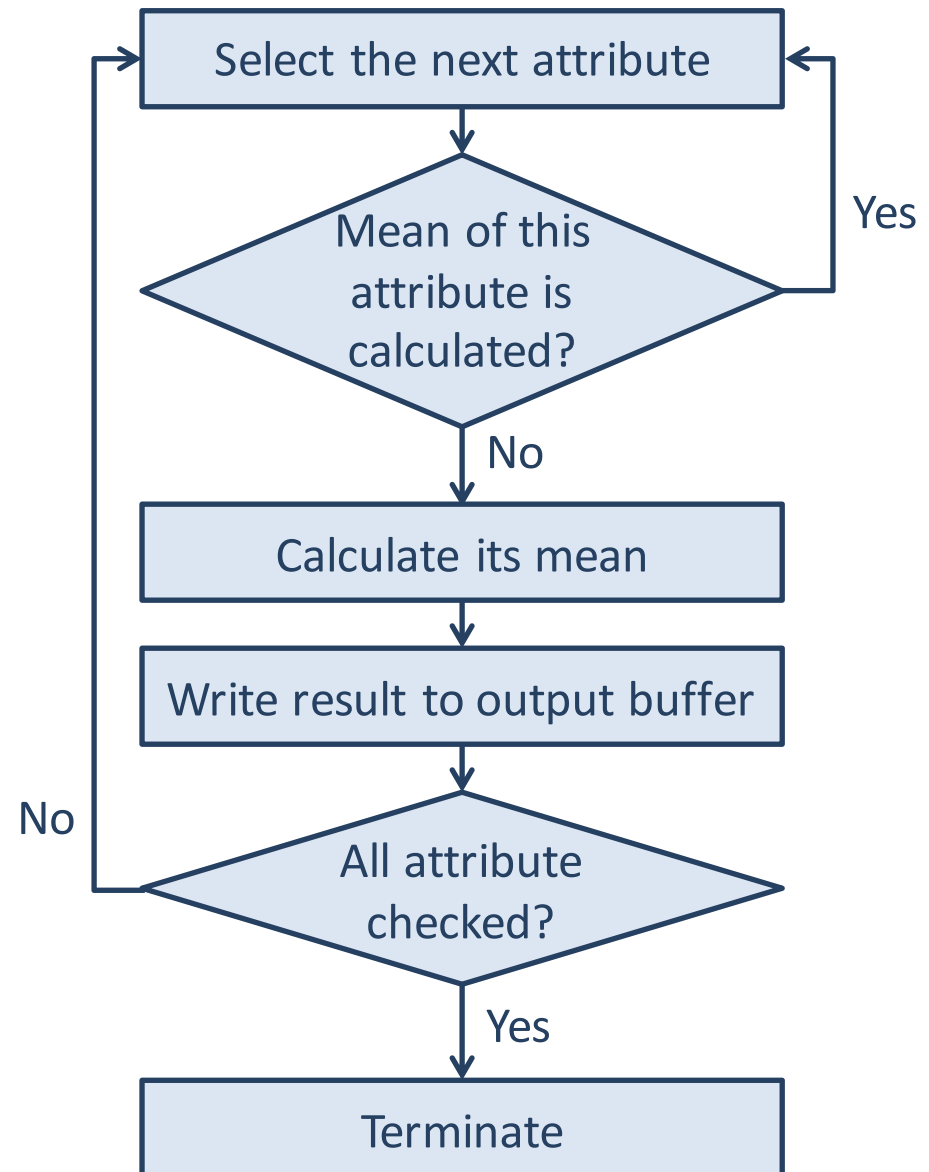 Select the next attribute
Mean of this
attribute is
calculated?
Yes
No
Calculate its mean
Write result to output buffer
No
All attribute
checked?
Yes
Terminate